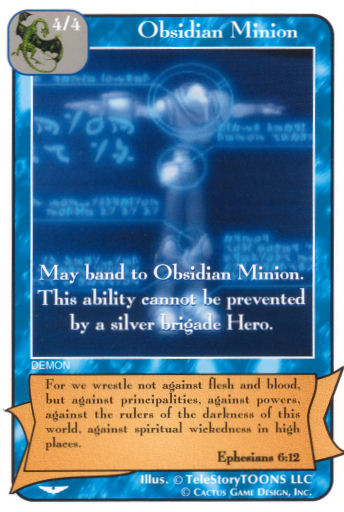 4/4
Obsidian Minion
May band to Obsidian Minion.
This ability cannot be prevented
by a silver brigade Hero.
DEMON
For we wrestle not against flesh and blood,
but against principalities, against powers,
against the rulers of the darkness of this
world, against spiritual wickedness in high
places.
Ephesians 6:12
Illus. © TeleStoryTOONS LLC
© Cactus Game Design, Inc.